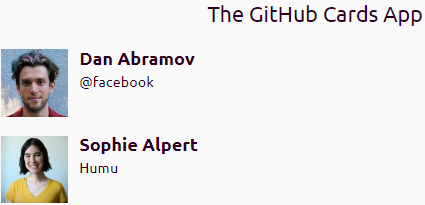 The GitHub Cards App
Dan Abramov
@facebook
Sophie Alpert
Humu